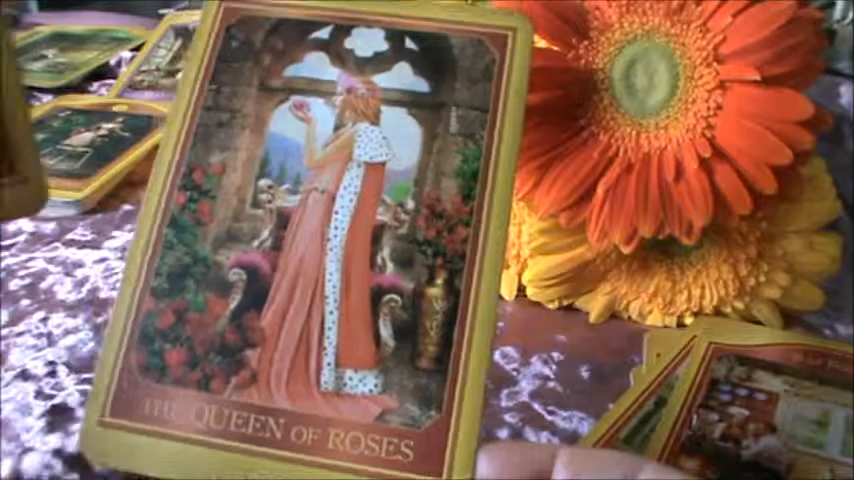 THE QUEEN OF ROSES